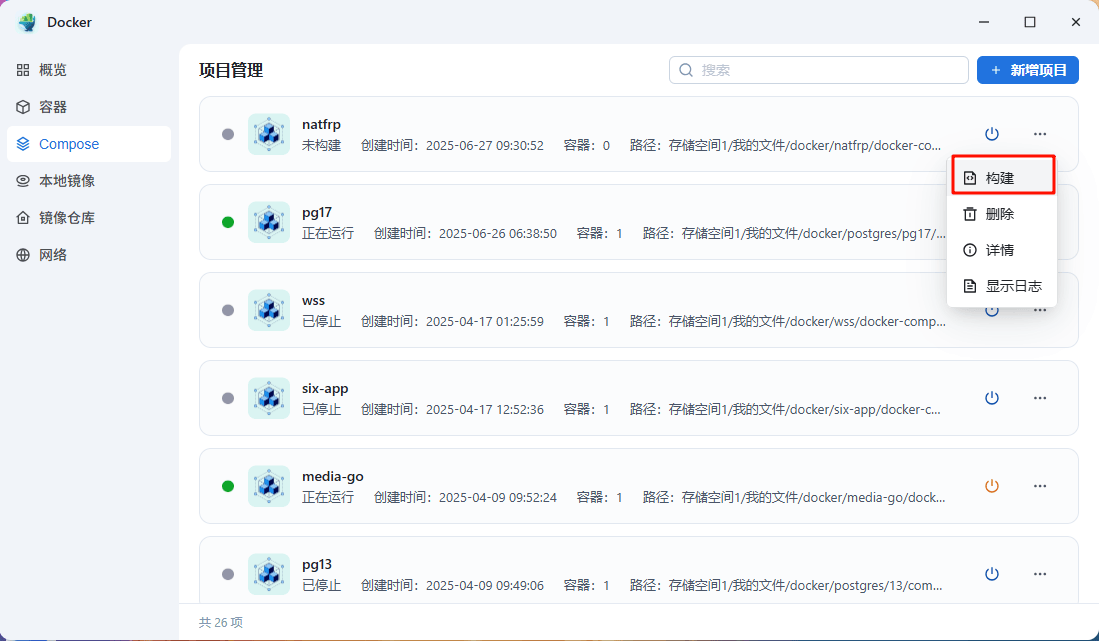 Docker
概览
容器
Compose
本地镜像
镜像仓库
网络
项目管理
搜索
+ 新增项目
natfrp
未构建 创建时间：2025-06-27 09:30:52 容器：0 路径：存储空间1/我的文件/docker/natfrp/docker-co...
构建
删除
详情
显示日志
pg17
正在运行 创建时间：2025-06-26 06:38:50 容器：1 路径：存储空间1/我的文件/docker/postgres/pg17/...
wss
已停止 创建时间：2025-04-17 01:25:59 容器：1 路径：存储空间1/我的文件/docker/wss/docker-comp...
six-app
已停止 创建时间：2025-04-17 12:52:36 容器：1 路径：存储空间1/我的文件/docker/six-app/docker-c...
media-go
正在运行 创建时间：2025-04-09 09:52:24 容器：1 路径：存储空间1/我的文件/docker/media-go/dock...
pg13
已停止 创建时间：2025-04-09 09:49:06 容器：1 路径：存储空间1/我的文件/docker/postgres/13/com...
共 26 项